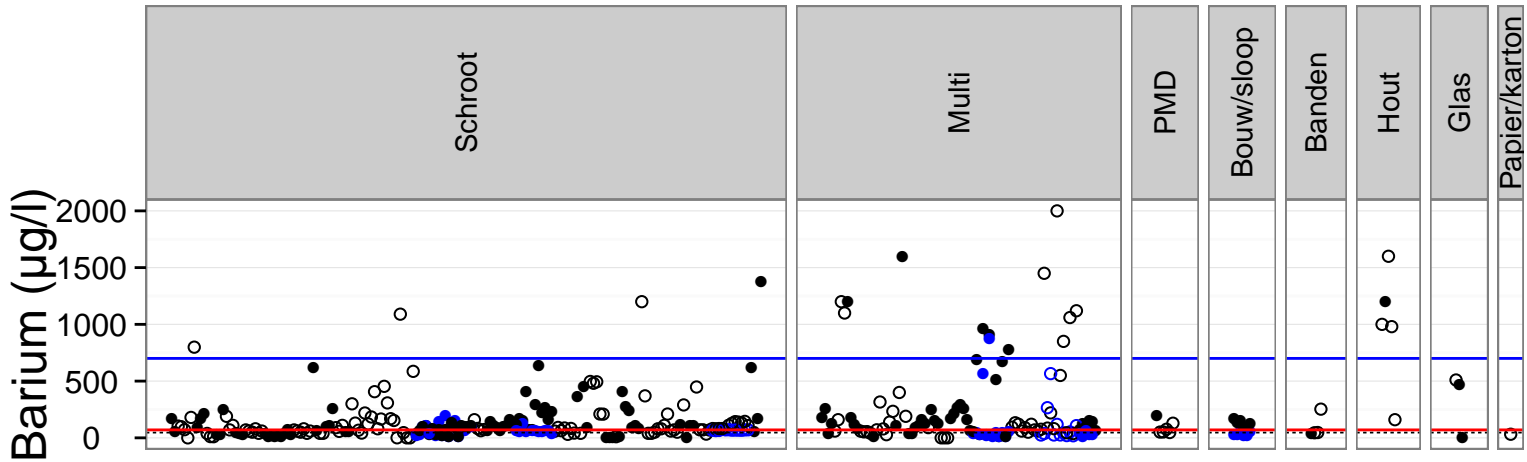 Schroot
Multi
PMD
Bouw/sloop
Banden
Hout
Glas
Papier/karton
Barium (µg/l)
2000
1500
1000
500
0